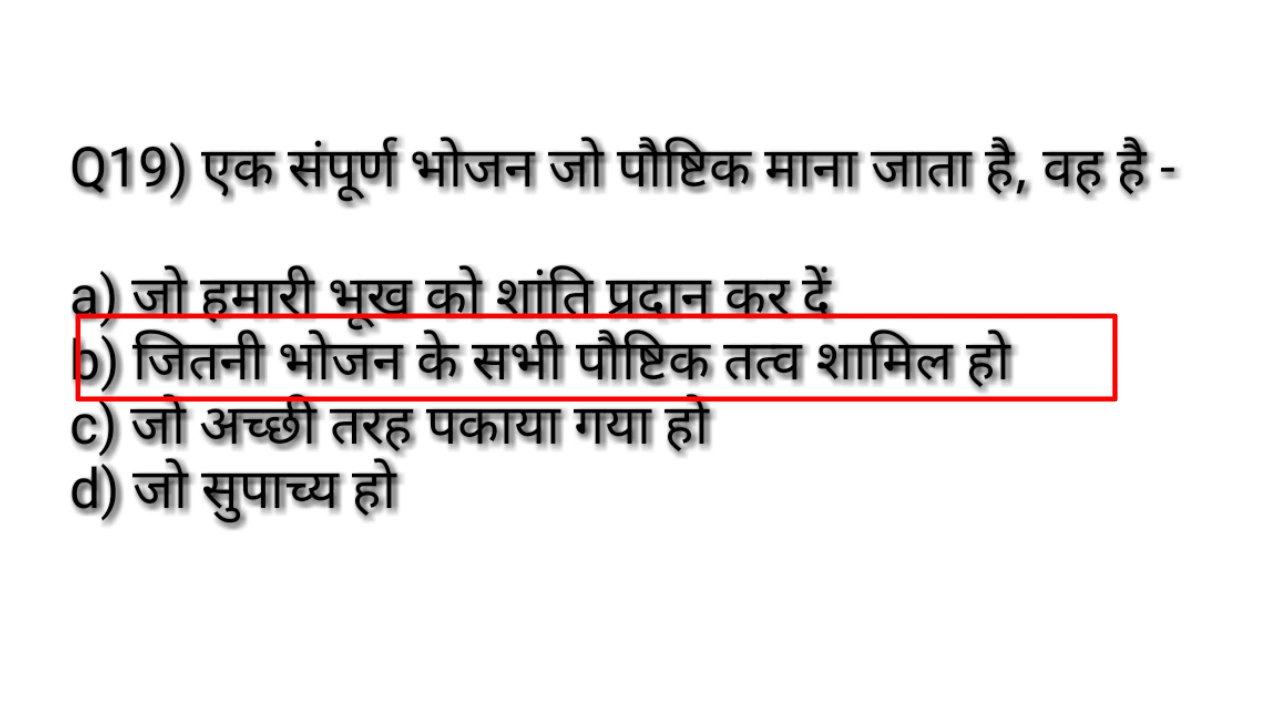 Q19) एक संपूर्ण भोजन जो पौष्टिक माना जाता है, वह है -
a) जो हमारी भूख को शांति प्रदान कर दें
b) जितनी भोजन के सभी पौष्टिक तत्व शामिल हो
c) जो अच्छी तरह पकाया गया हो
d) जो सुपाच्य हो